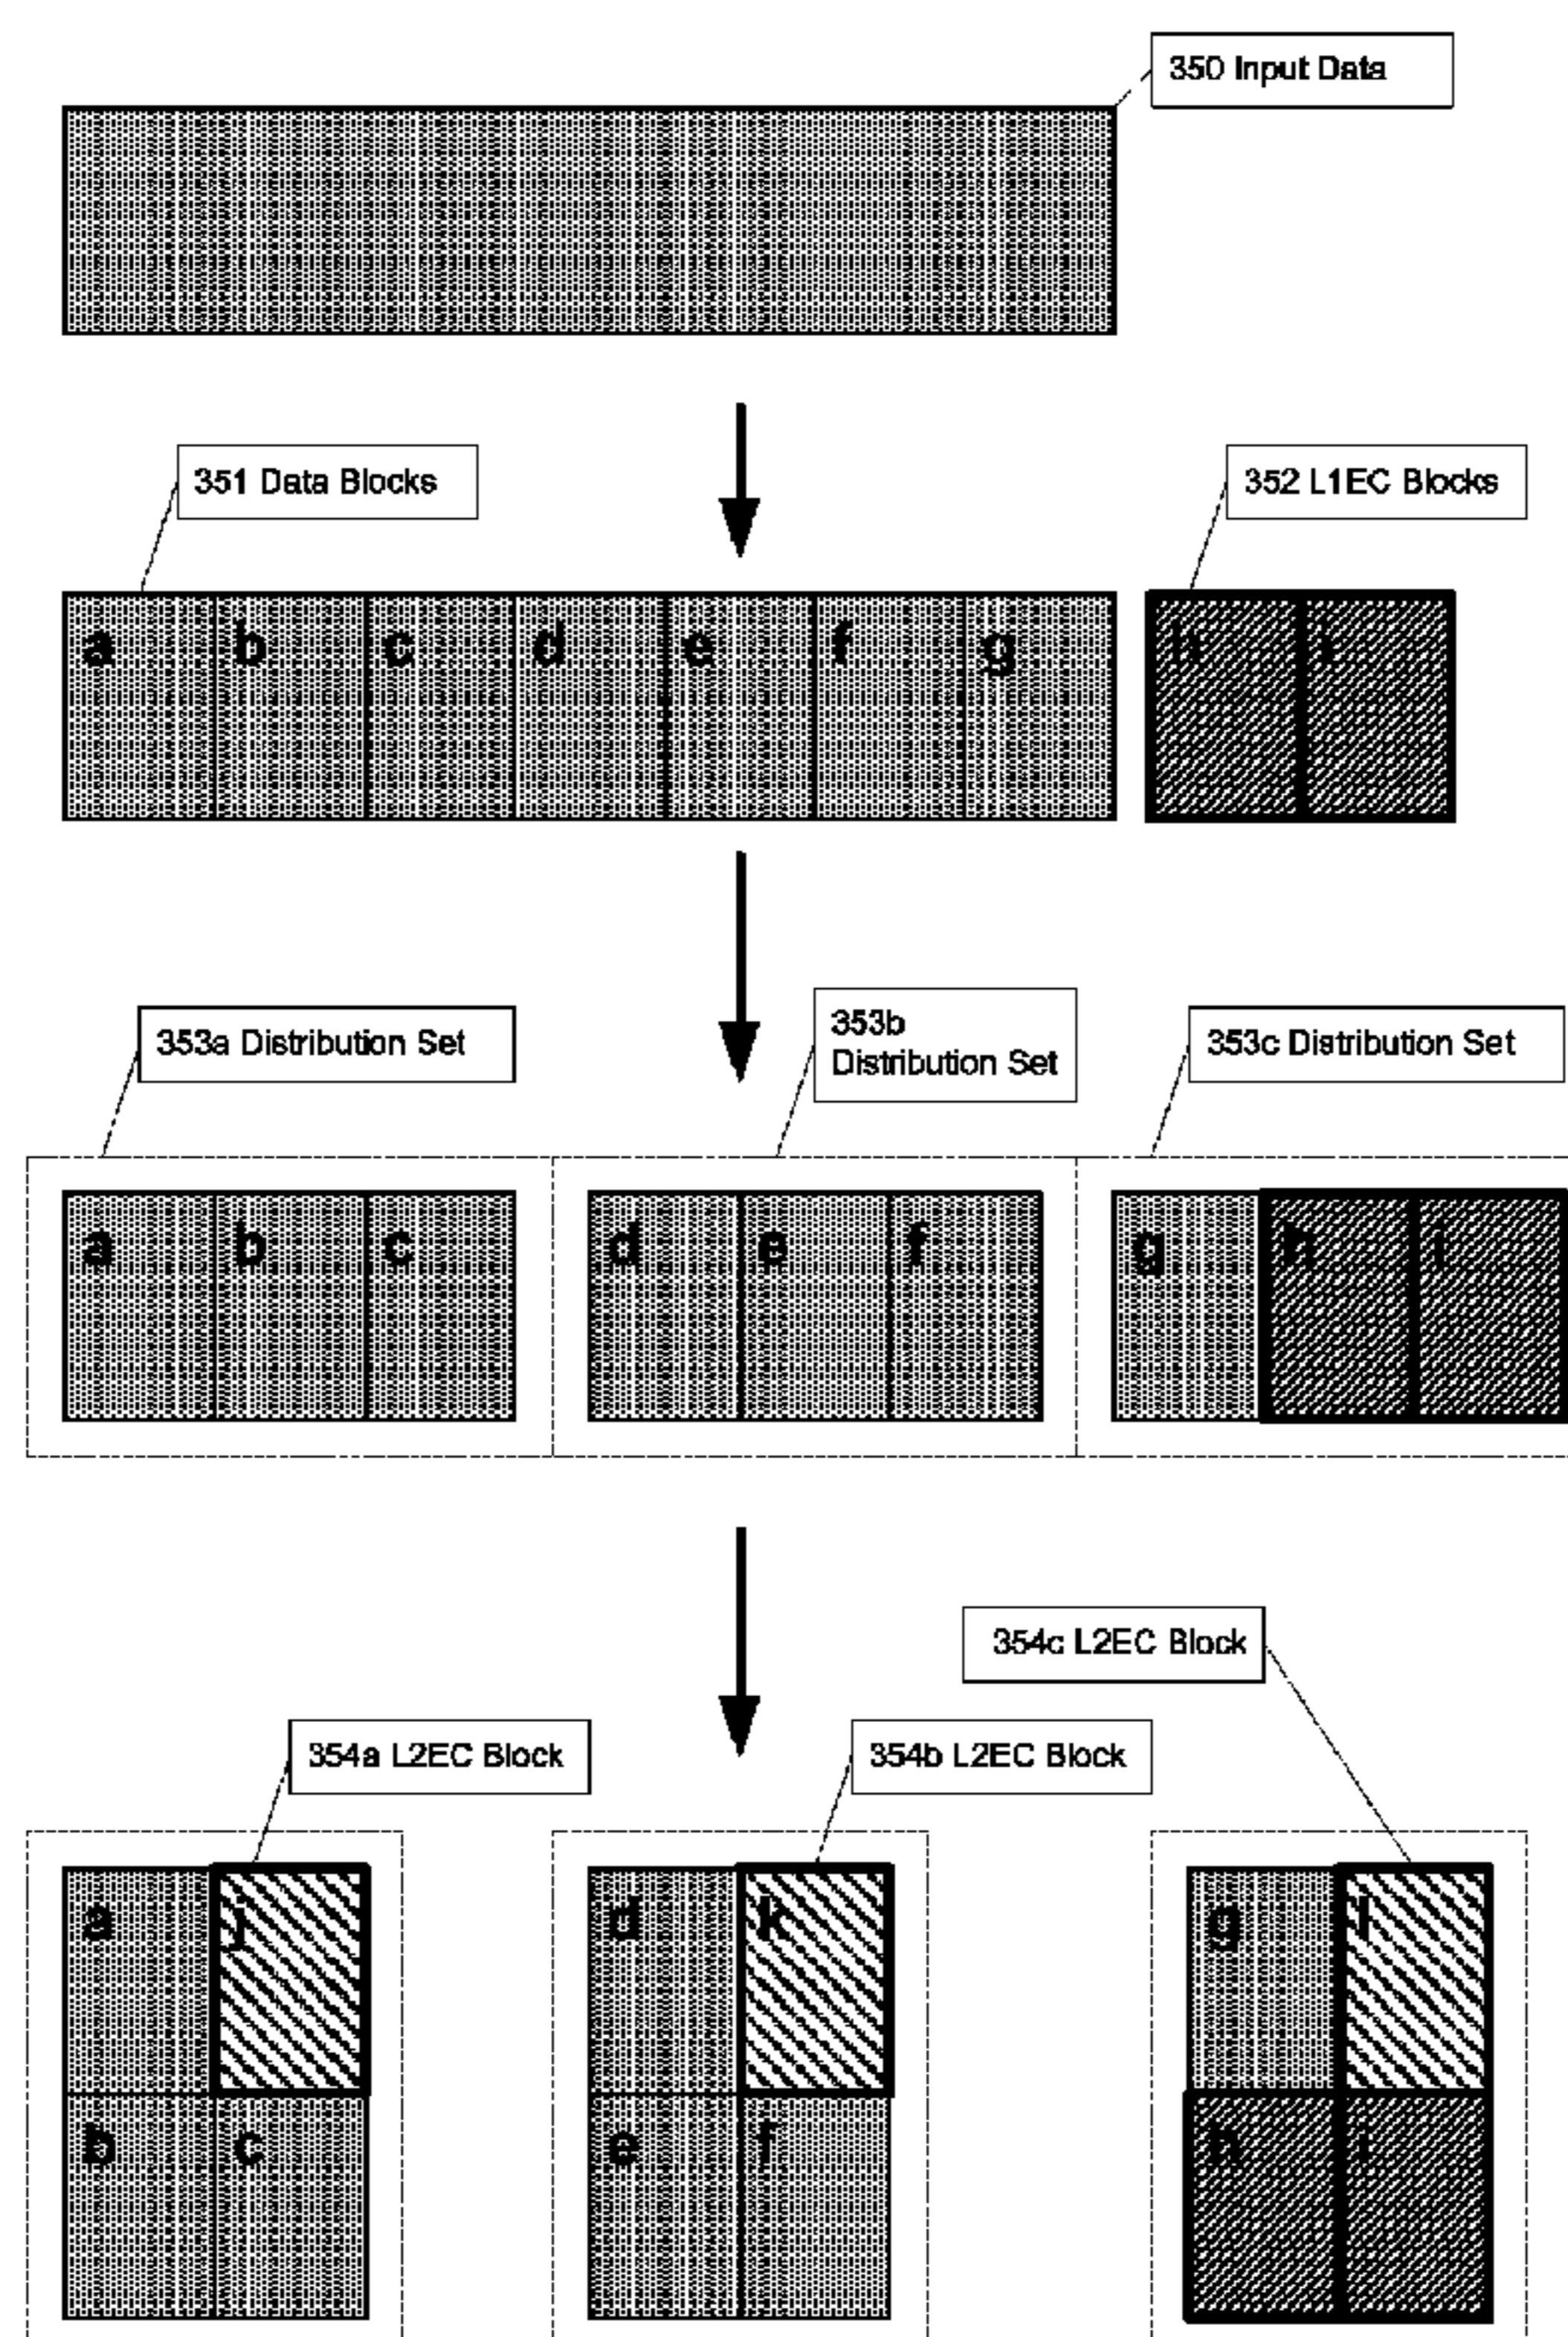 350 Input Data
351 Data Blocks
352 L1EC Blocks
a b c d e f g h i
353a Distribution Set
353b
Distribution Set
353c Distribution Set
a b c d e f g h i
354c L2EC Block
354a L2EC Block
354b L2EC Block
a j d k g l
b c e f h i